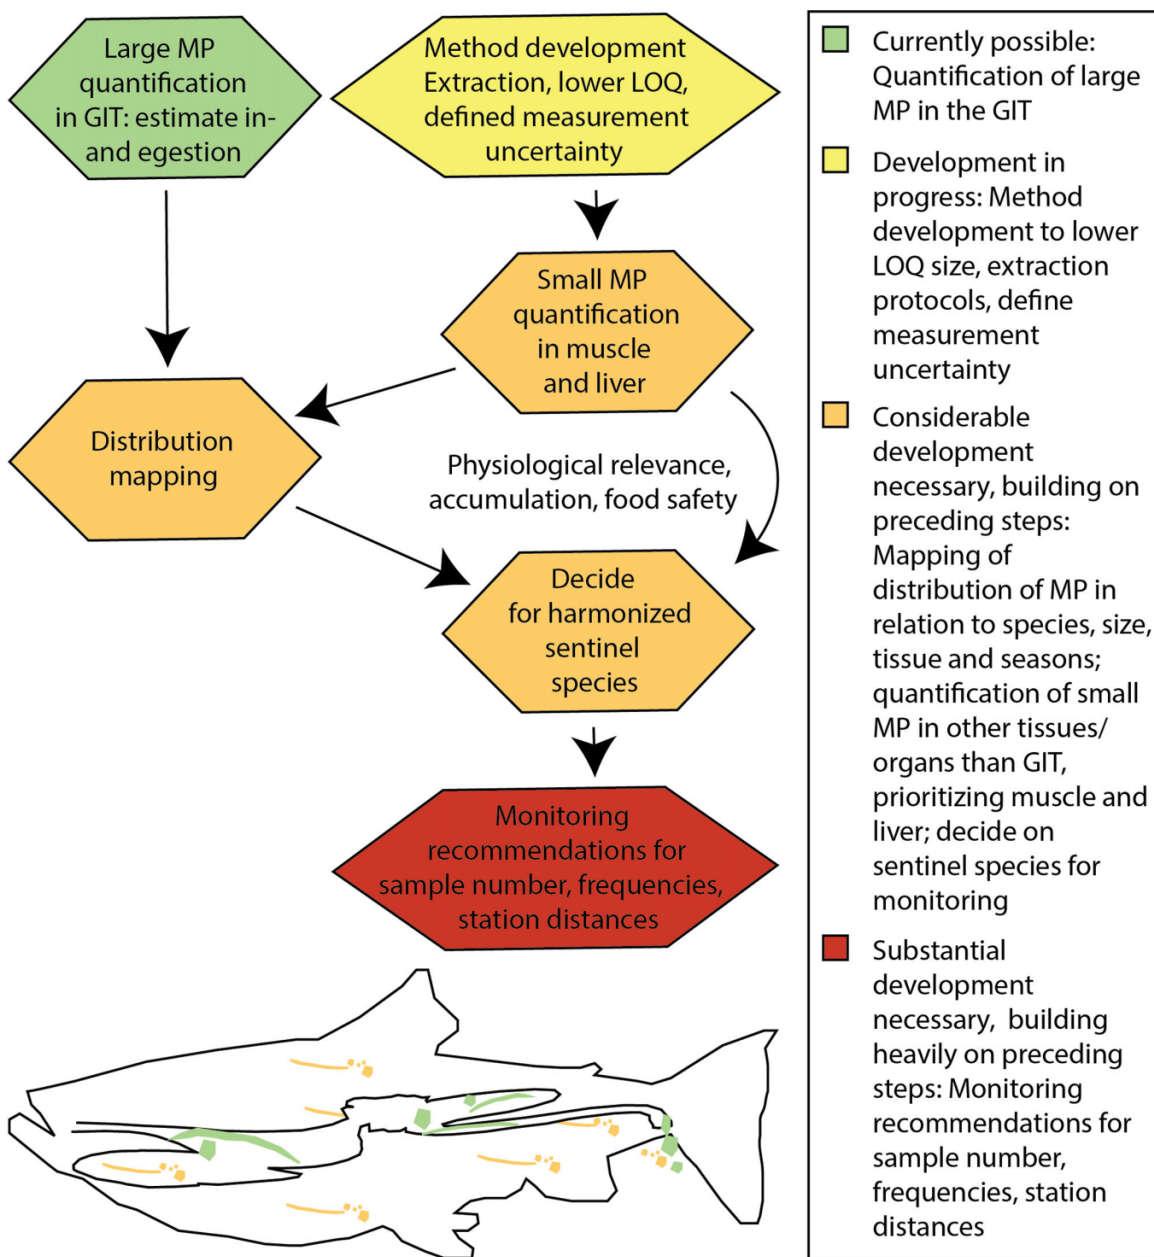 Large MP
quantification
in GIT: estimate in-
and egestion
Method development
Extraction, lower LOQ,
defined measurement
uncertainty
Small MP
quantification
in muscle
and liver
Distribution
mapping
Physiological relevance,
accumulation, food safety
Decide
for harmonized
sentinel
species
Monitoring
recommendations for
sample number, frequencies,
station distances
Currently possible:
Quantification of large
MP in the GIT
Development in
progress: Method
development to lower
LOQ size, extraction
protocols, define
measurement
uncertainty
Considerable
development
necessary, building on
preceding steps:
Mapping of
distribution of MP in
relation to species, size,
tissue and seasons;
quantification of small
MP in other tissues/
organs than GIT,
prioritizing muscle and
liver; decide on
sentinel species for
monitoring
Substantial
development
necessary, building
heavily on preceding
steps: Monitoring
recommendations for
sample number,
frequencies, station
distances